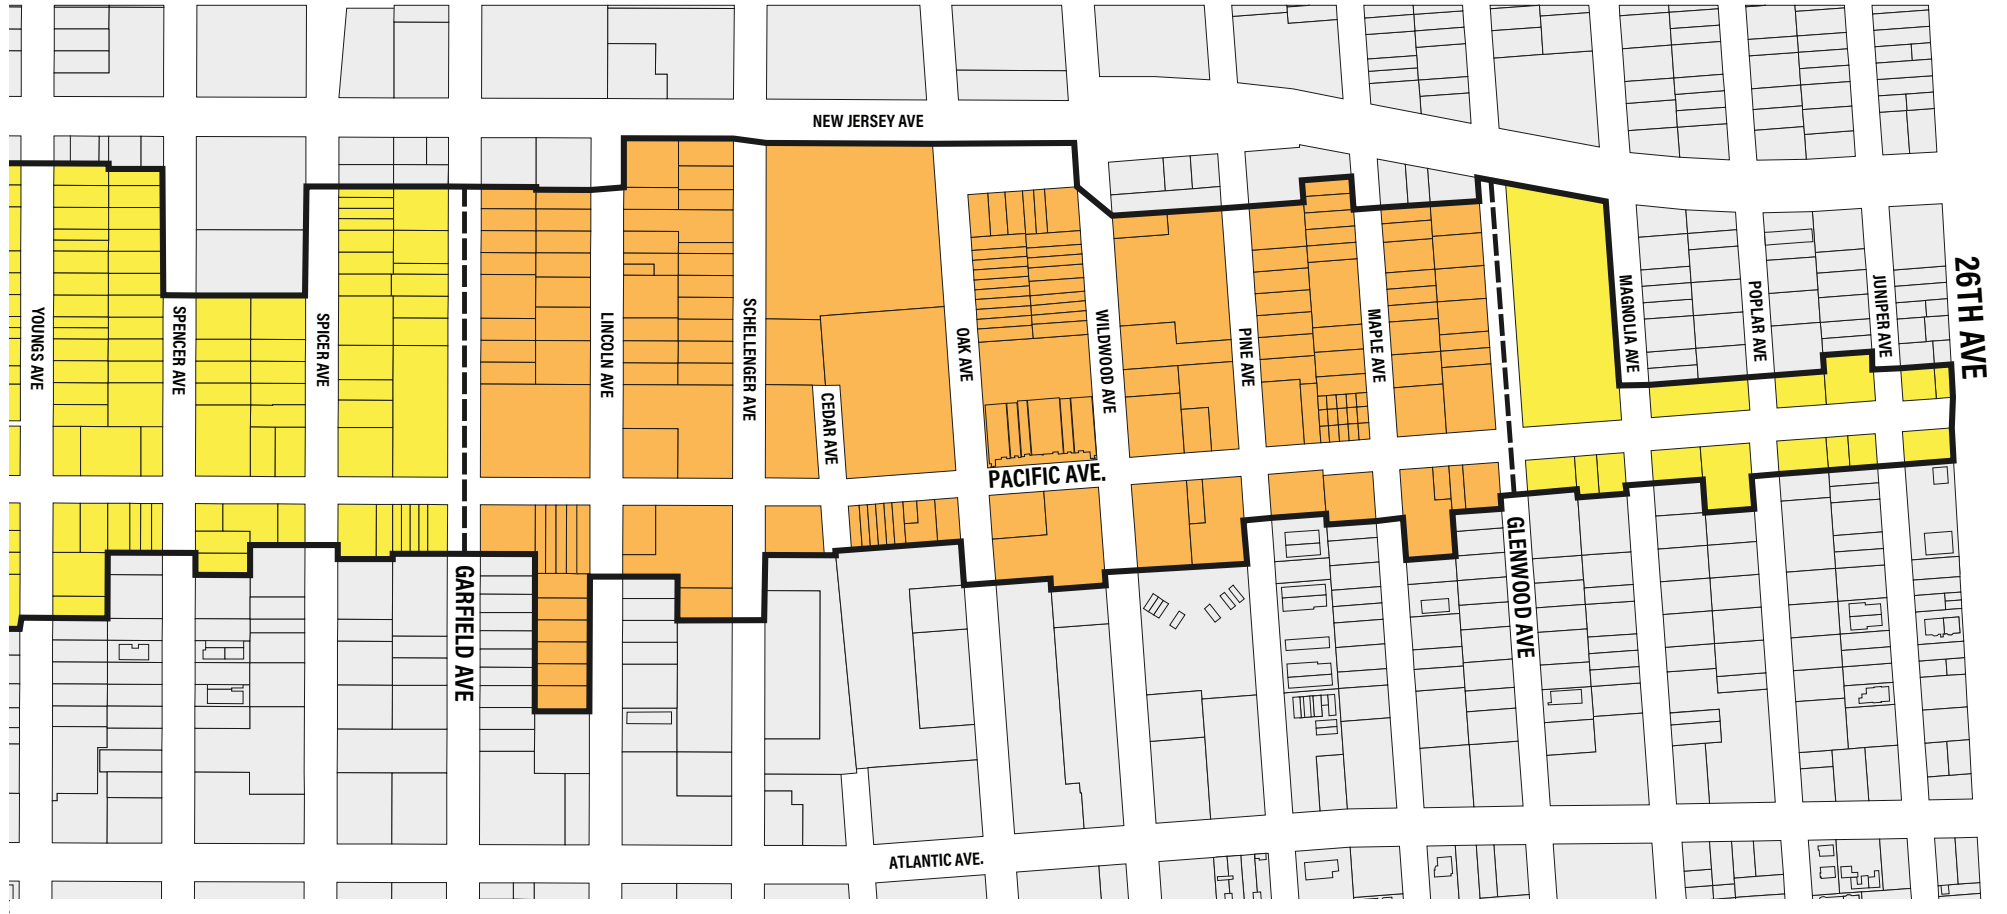 NEW JERSEY AVE
YOUNGS AVE
SPENCER AVE
SPICER AVE
GARFIELD AVE
LINCOLN AVE
SCHELLENGER AVE
CEDAR AVE
OAK AVE
WILDWOOD AVE
PINE AVE
MAPLE AVE
GLENWOOD AVE
MAGNOLIA AVE
POPLAR AVE
JUNIPER AVE
26TH AVE
PACIFIC AVE.
ATLANTIC AVE.